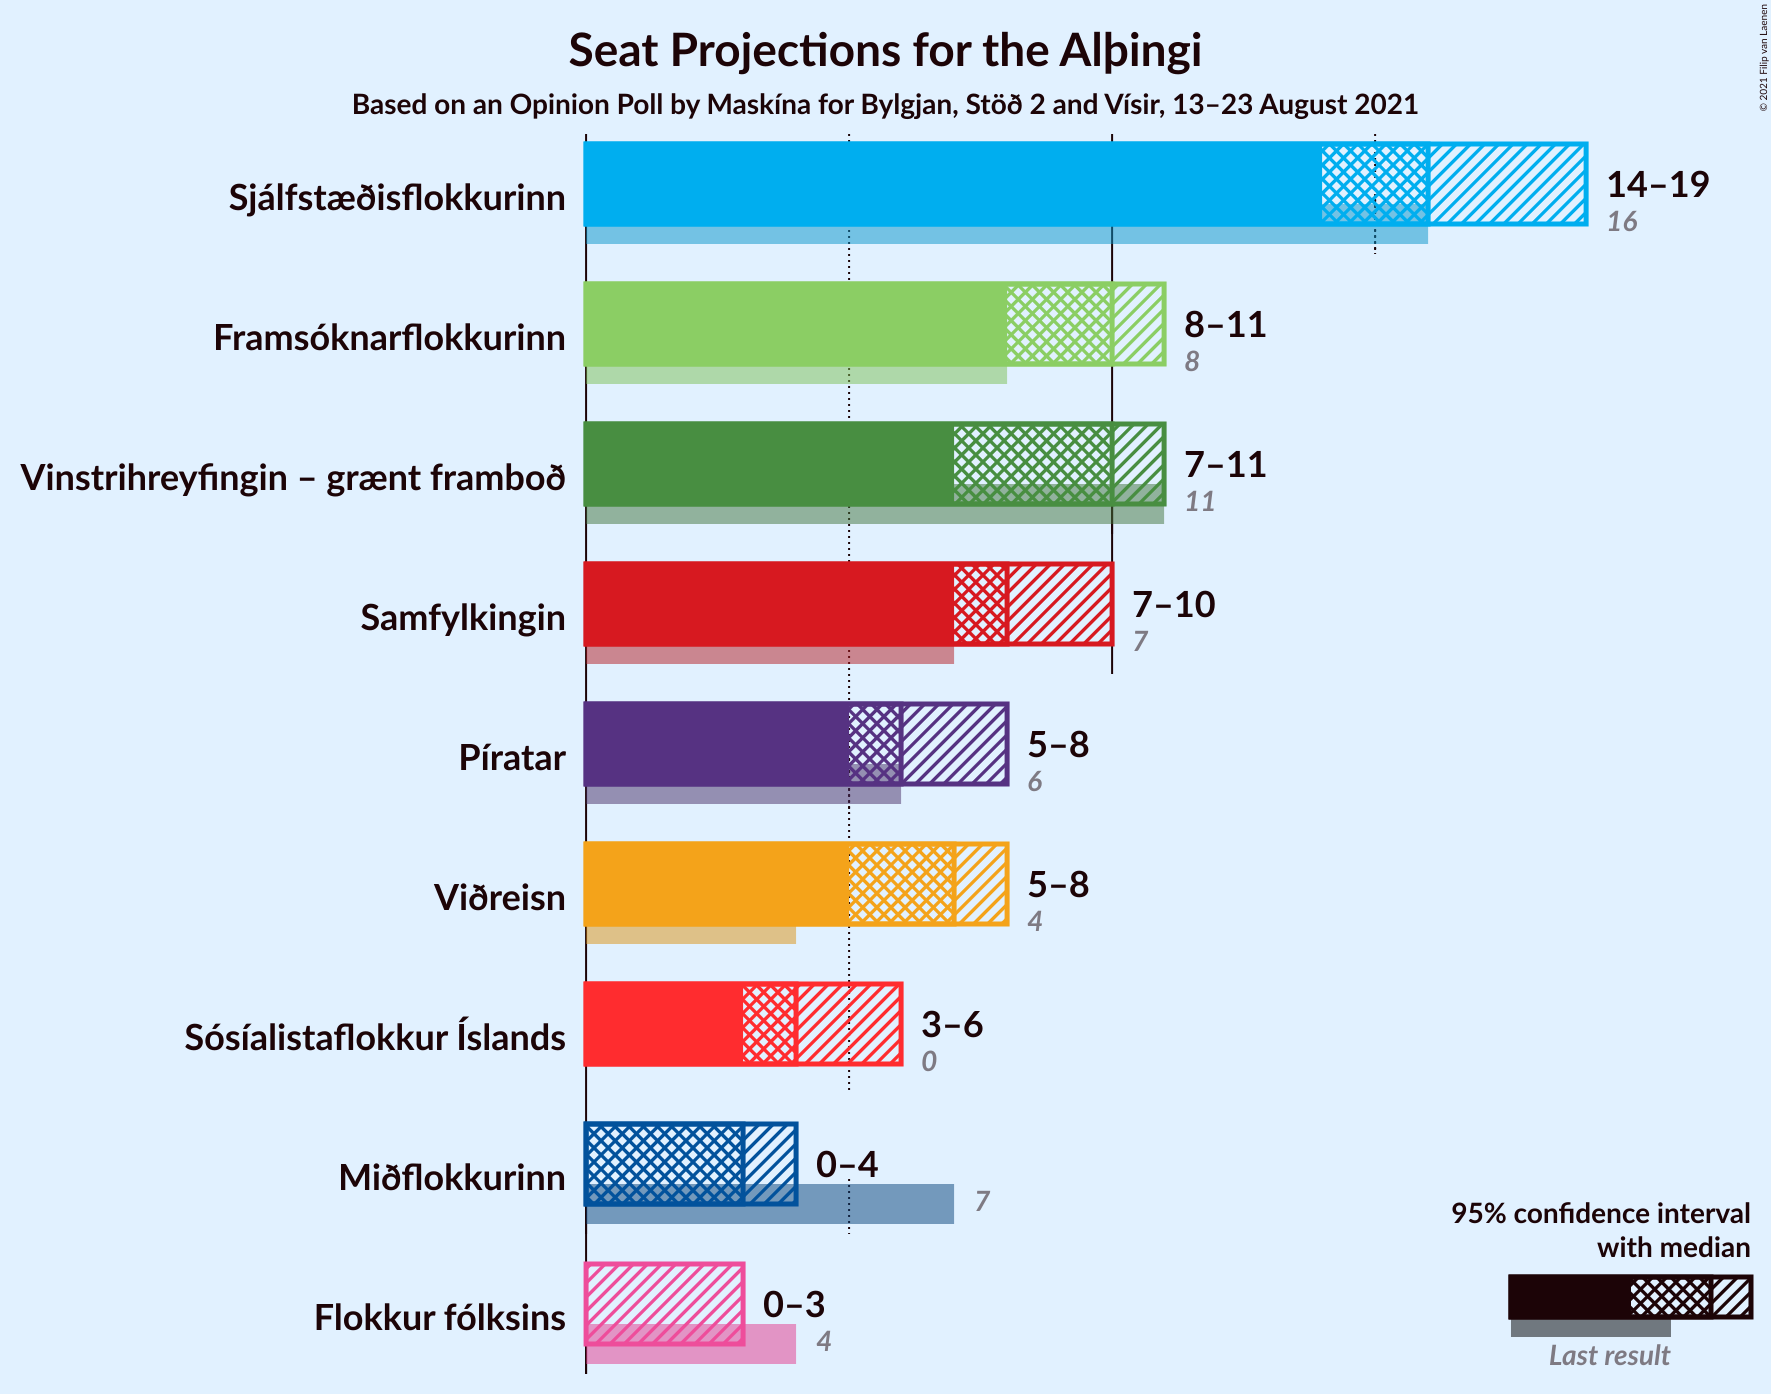 Seat Projections for the Alþingi
Based on an Opinion Poll by Maskína for Bylgjan, Stöð 2 and Vísir, 13–23 August 2021
© 2021 Filip van Laenen
Sjálfstæðisflokkurinn
14–19
16
Framsóknarflokkurinn
8–11
8
Vinstrihreyfingin – grænt framboð
7–11
11
Samfylkingin
7–10
7
Píratar
5–8
6
Viðreisn
5–8
4
Sósíalistaflokkur Íslands
3–6
0
Miðflokkurinn
0–4
7
Flokkur fólksins
0–3
4
95% confidence interval
with median
Last result